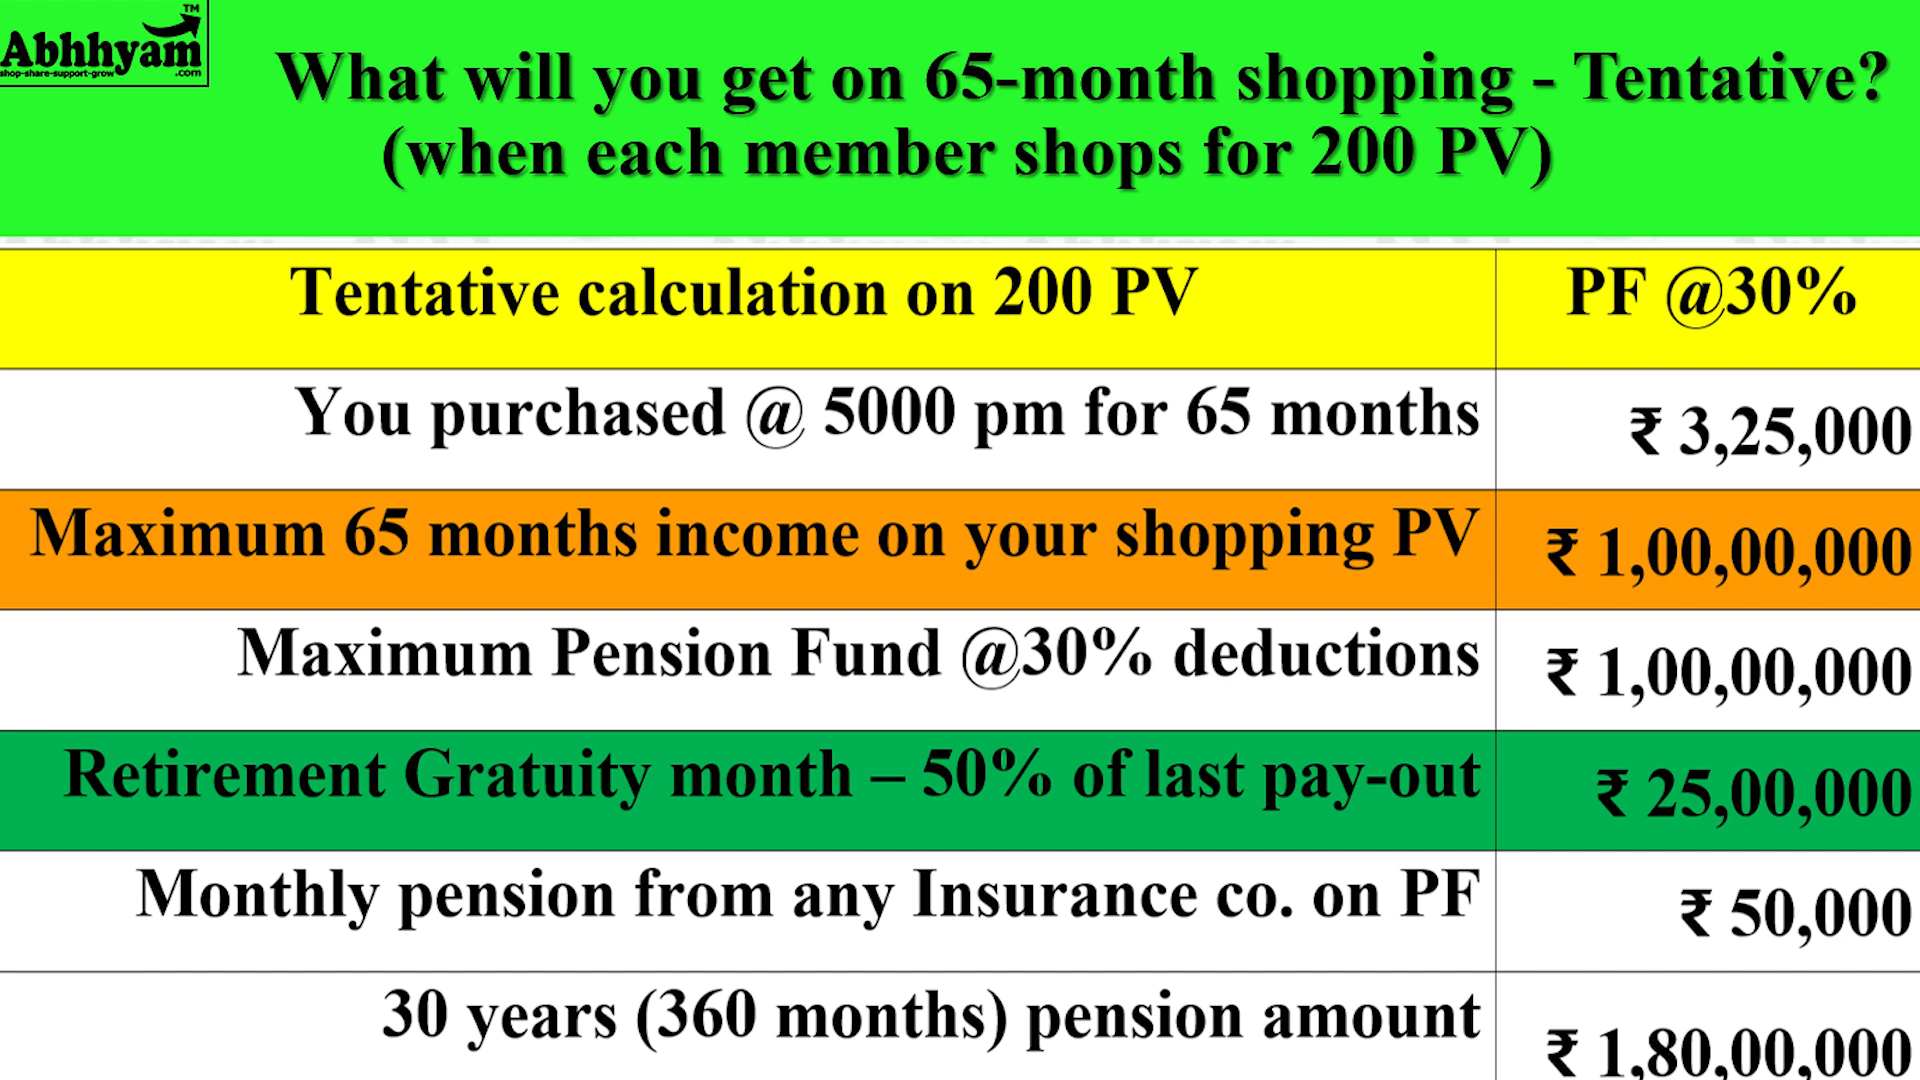 Abhhyam
TM
shop-share-support-grow
.com
What will you get on 65-month shopping - Tentative?
(when each member shops for 200 PV)
Tentative calculation on 200 PV
PF @30%
You purchased @ 5000 pm for 65 months
₹ 3,25,000
Maximum 65 months income on your shopping PV
₹ 1,00,00,000
Maximum Pension Fund @30% deductions
₹ 1,00,00,000
Retirement Gratuity month – 50% of last pay-out
₹ 25,00,000
Monthly pension from any Insurance co. on PF
₹ 50,000
30 years (360 months) pension amount
₹ 1,80,00,000